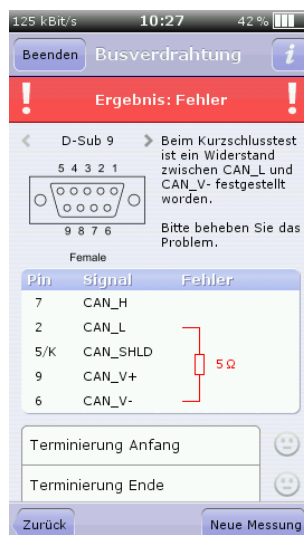 125 kBit/s 10:27 42 %
Beenden Busverdrahtung i
! Ergebnis: Fehler !
D-Sub 9
5 4 3 2 1
9 8 7 6
Female
Beim Kurzschlusstest
ist ein Widerstand
zwischen CAN_L und
CAN_V- festgestellt
worden.
Bitte beheben Sie das
Problem.
Pin Signal Fehler
7 CAN_H
2 CAN_L
5/K CAN_SHLD
5 Ω
9 CAN_V+
6 CAN_V-
Terminierung Anfang
Terminierung Ende
Zurück Neue Messung